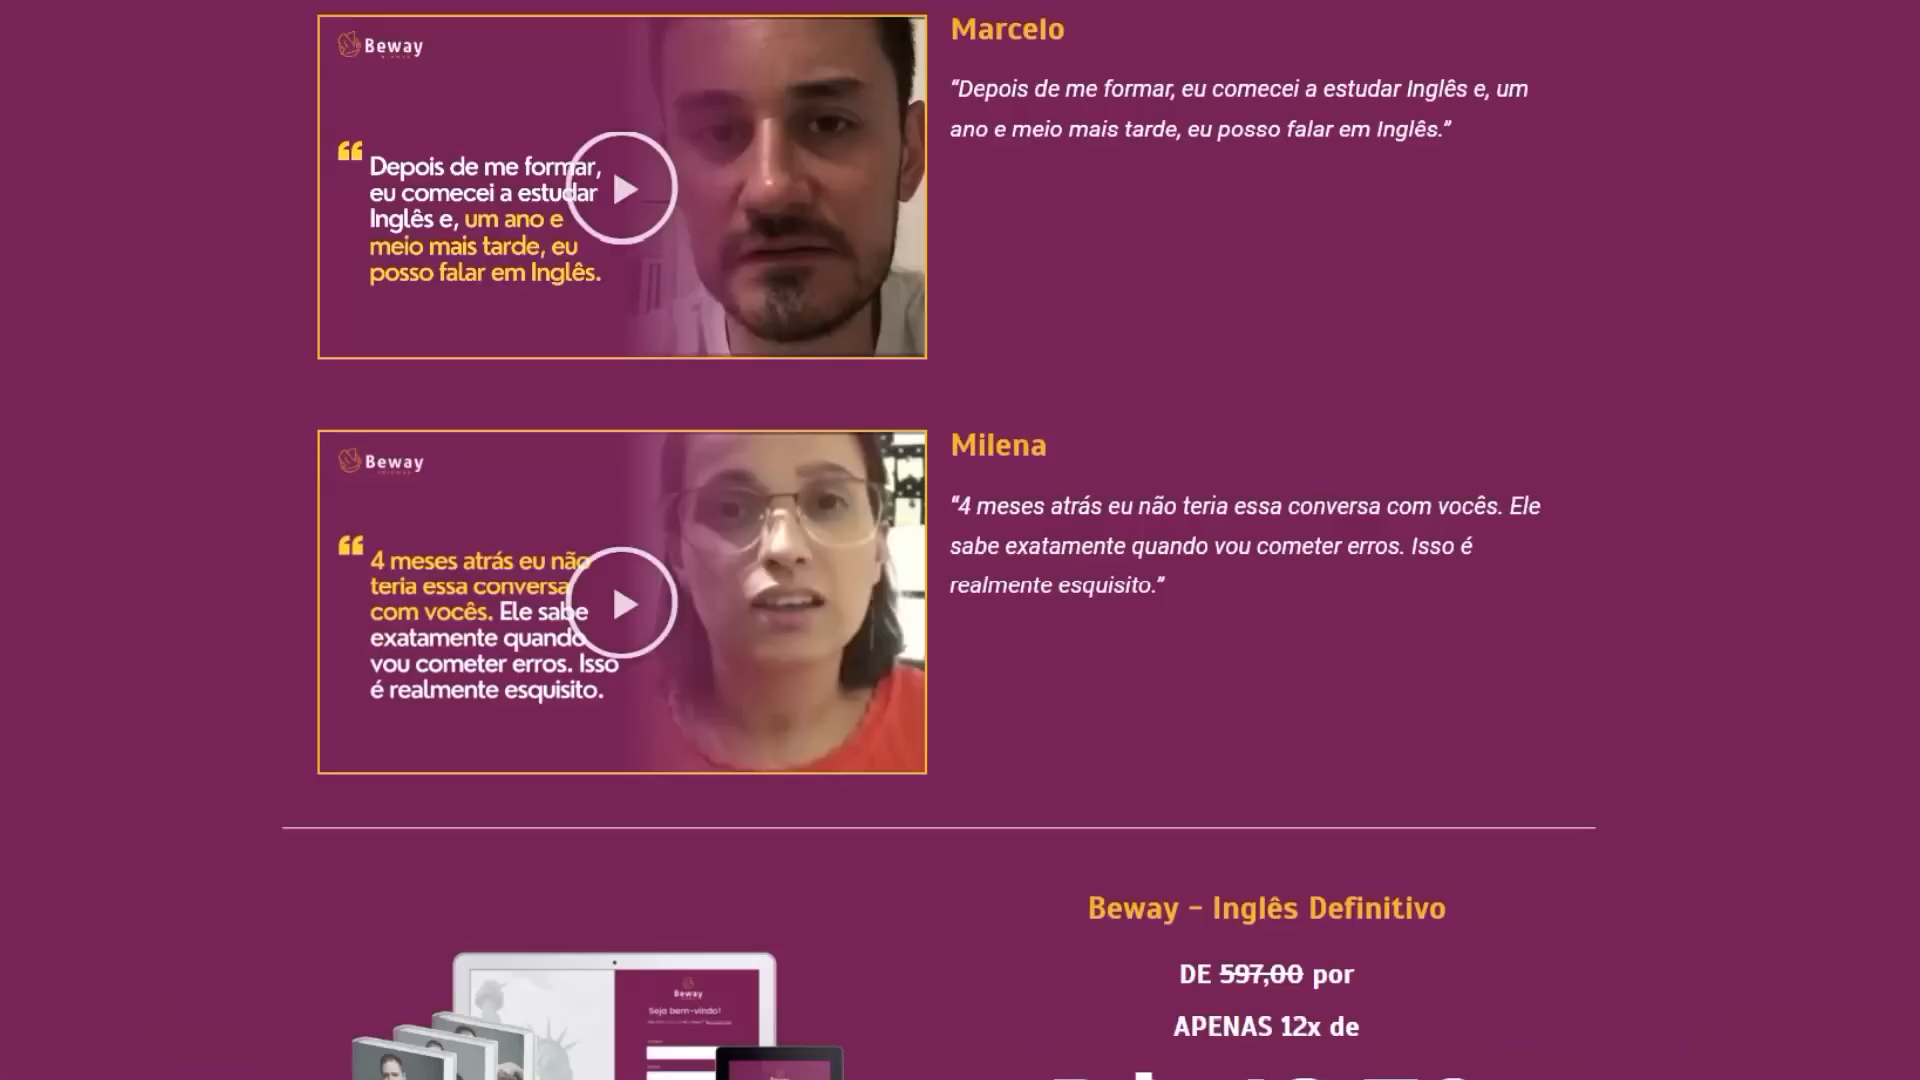 Beway
Marcelo
“Depois de me formar, eu comecei a estudar Inglês e, um
ano e meio mais tarde, eu posso falar em Inglês.”
“ Depois de me formar,
eu comecei a estudar
Inglês e, um ano e
meio mais tarde, eu
posso falar em Inglês.
Beway
Milena
“4 meses atrás eu não teria essa conversa com vocês. Ele
sabe exatamente quando vou cometer erros. Isso é
realmente esquisito.”
“ 4 meses atrás eu não
teria essa conversa
com vocês. Ele sabe
exatamente quando
vou cometer erros. Isso
é realmente esquisito.
Beway - Inglês Definitivo
DE 597,00 por
APENAS 12x de
Beway
Seja bem-vindo!